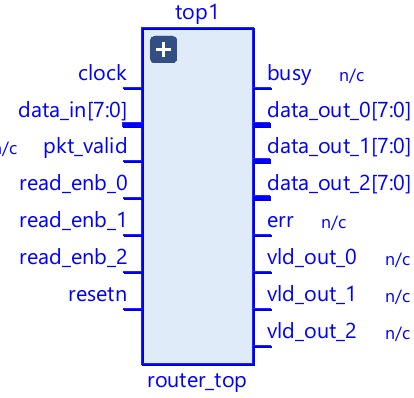 top1
clock busy n/c
data_in[7:0] data_out_0[7:0]
n/c pkt_valid data_out_1[7:0]
read_enb_0 data_out_2[7:0]
read_enb_1 err n/c
read_enb_2 vld_out_0 n/c
resetn vld_out_1 n/c
vld_out_2 n/c
router_top